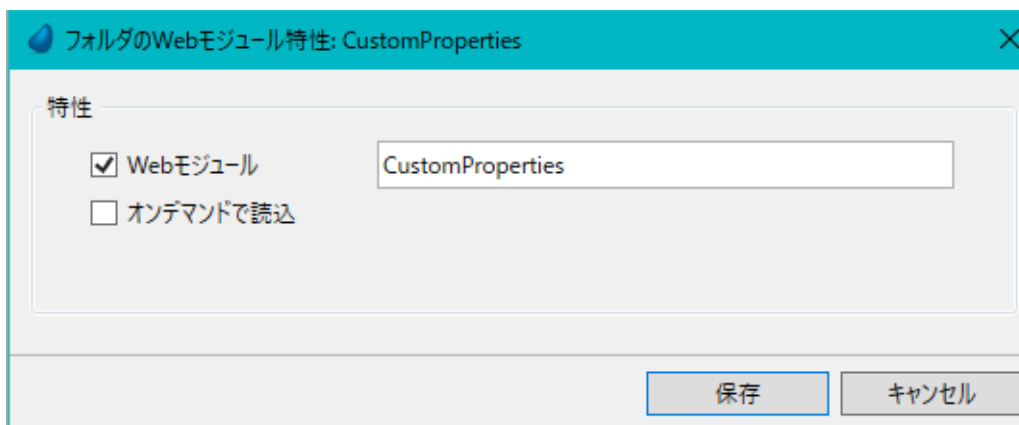 フォルダのWebモジュール特性: CustomProperties
特性
Webモジュール CustomProperties
オンデマンドで読込
保存 キャンセル